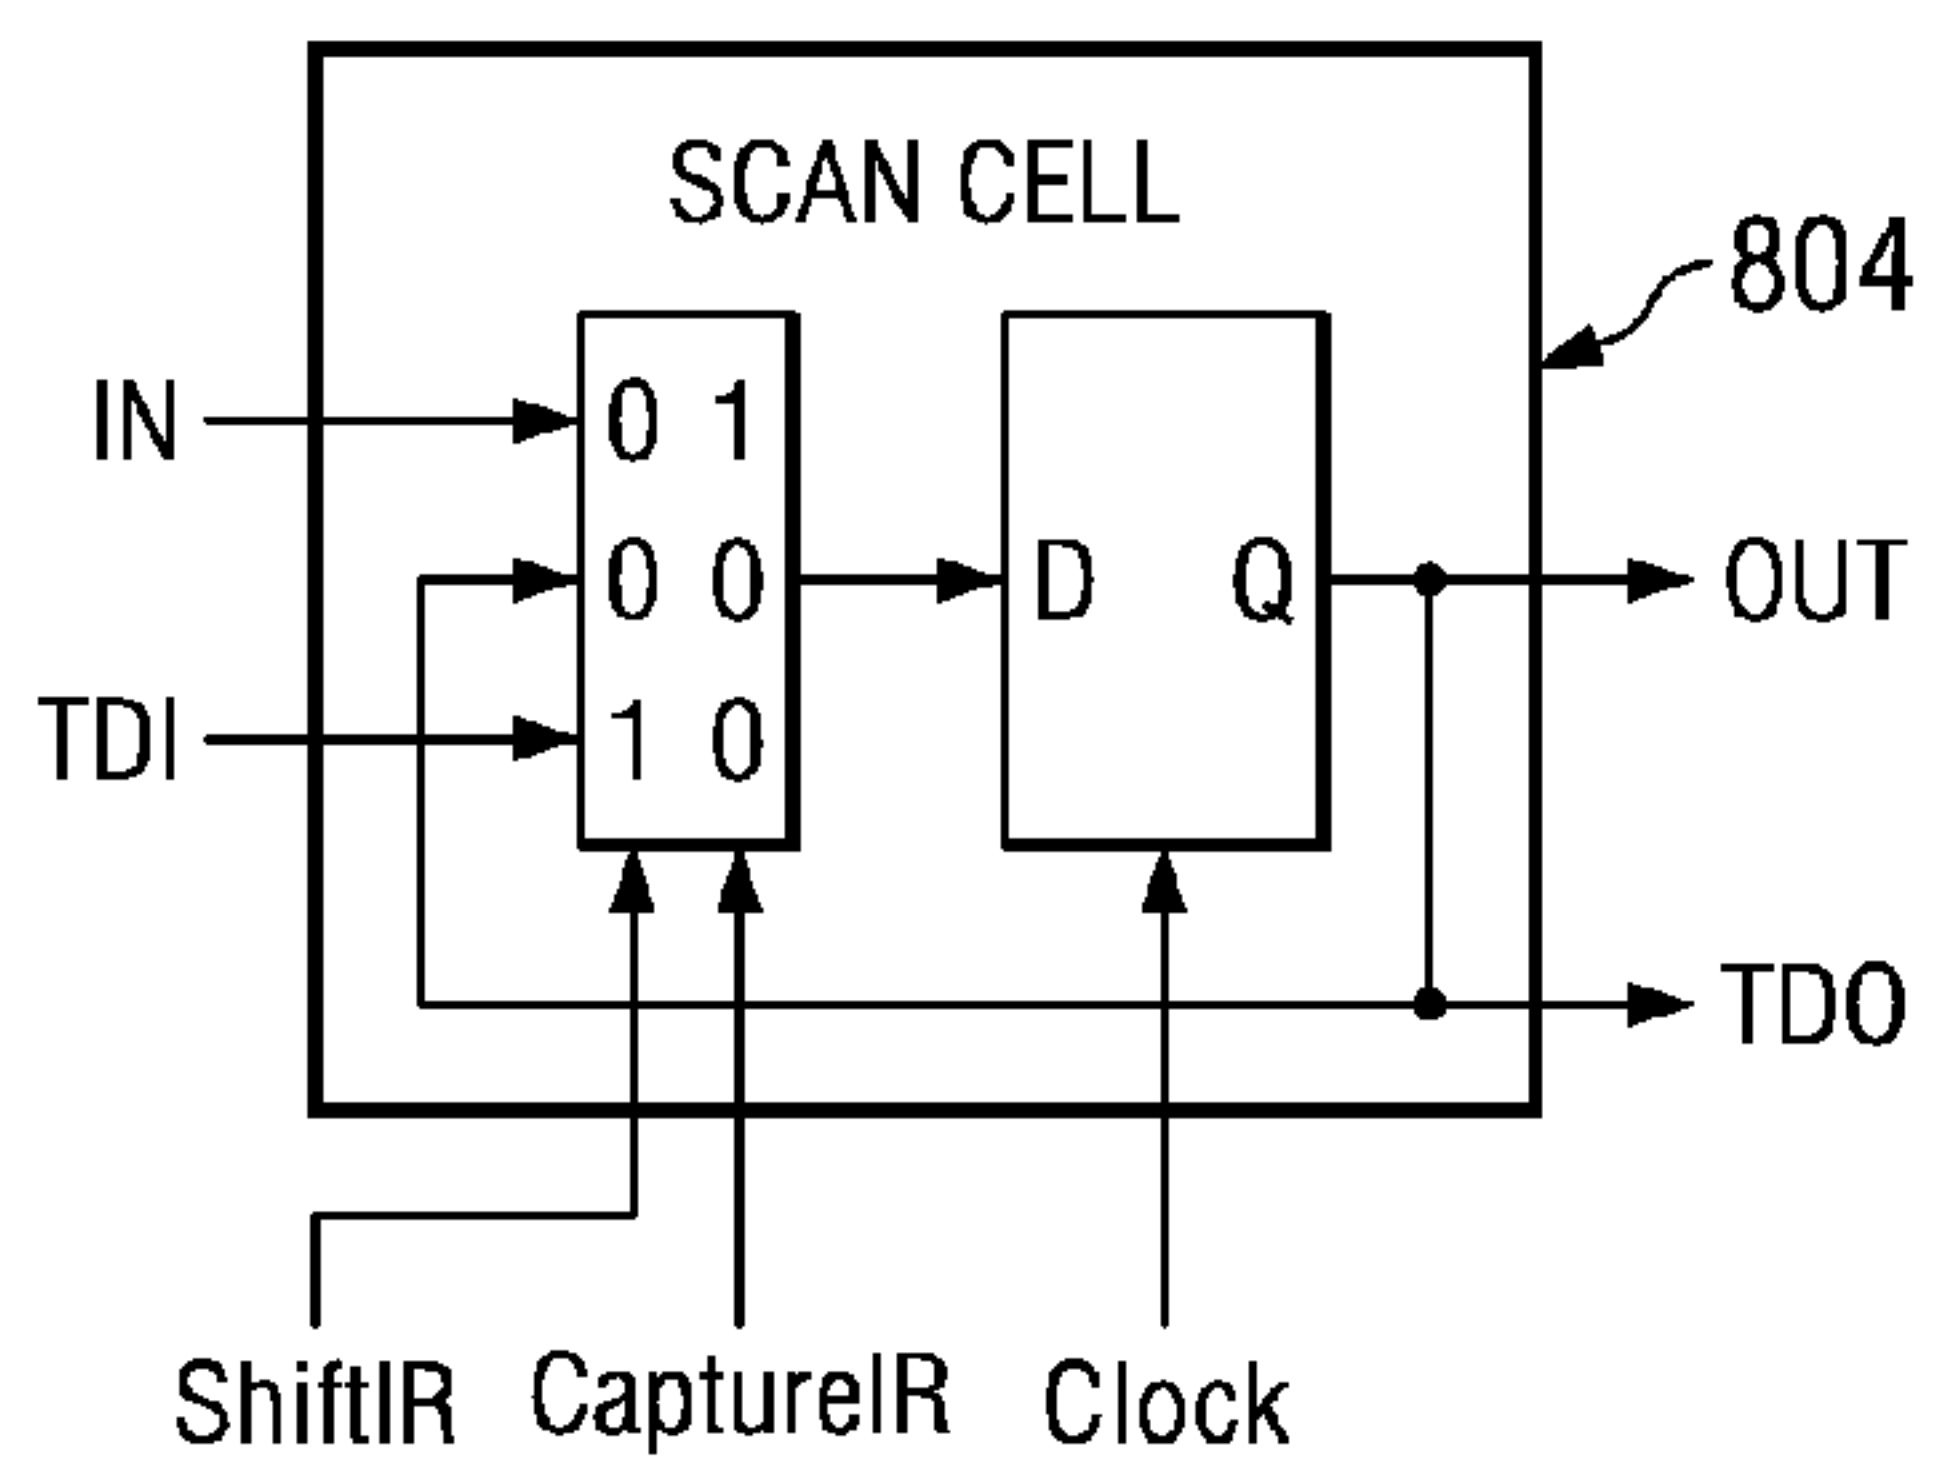 SCAN CELL
804
IN
0 1
0 0
D Q
OUT
TDI
1 0
TDO
ShiftIR
CaptureIR
Clock